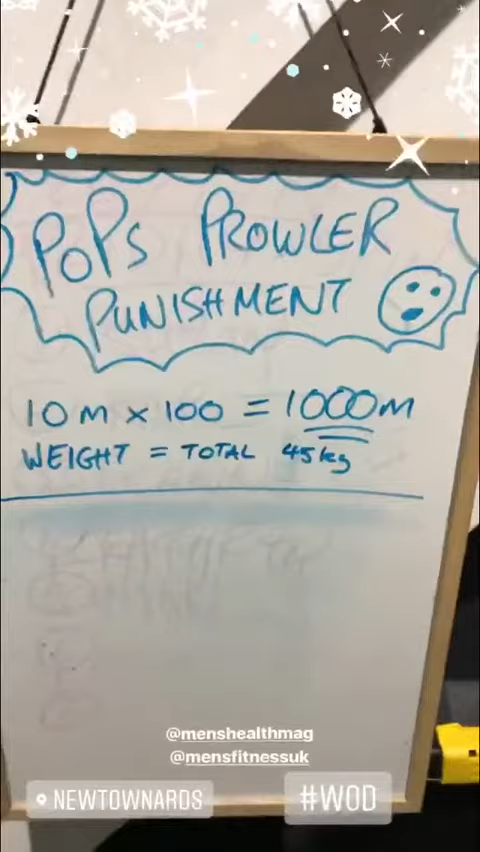 POPS PROWLER
PUNISHMENT
10M x 100 = 1000M
WEIGHT = TOTAL 45kg
@menshealthmag
@mensfitnessuk
NEWTOWNARDS
#WOD